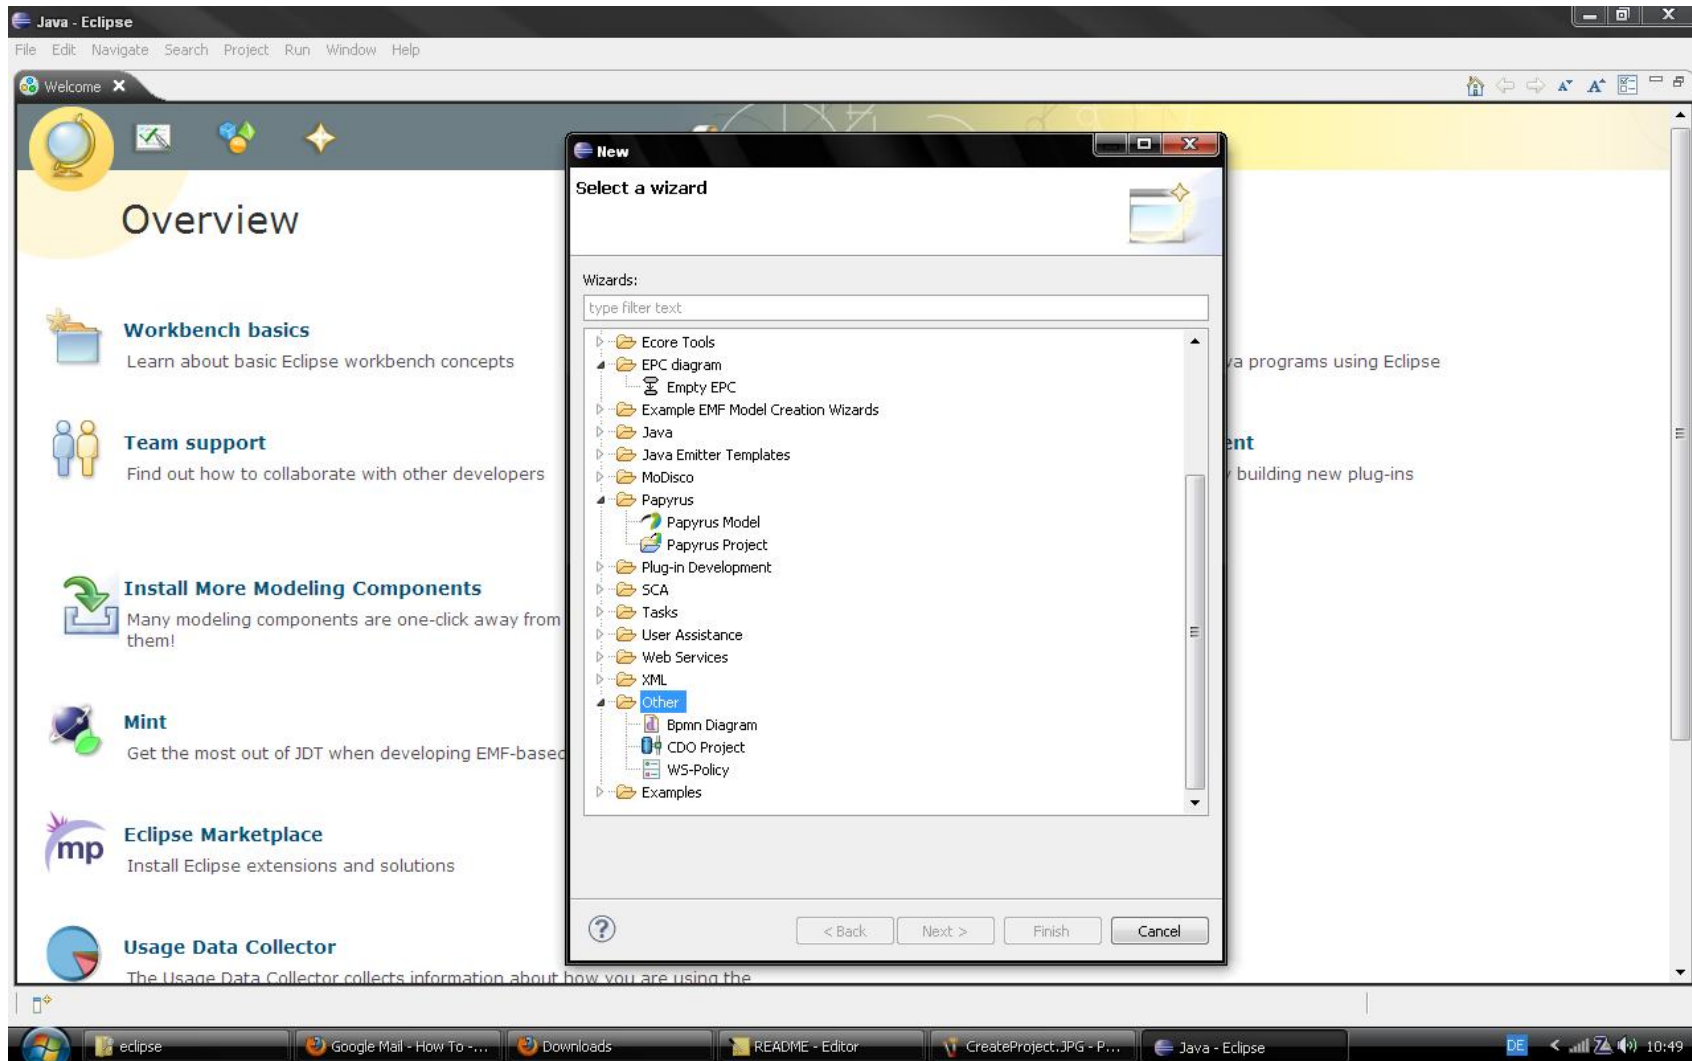 Java - Eclipse
File Edit Navigate Search Project Run Window Help
Welcome
Overview
Workbench basics
Learn about basic Eclipse workbench concepts
Team support
Find out how to collaborate with other developers
Install More Modeling Components
Many modeling components are one-click away from
them!
Mint
Get the most out of JDT when developing EMF-based
mp
Eclipse Marketplace
Install Eclipse extensions and solutions
Usage Data Collector
The Usage Data Collector collects information about how you are using the
New
Select a wizard
Wizards:
type filter text
Ecore Tools
EPC diagram
Empty EPC
Example EMF Model Creation Wizards
Java
Java Emitter Templates
MoDisco
Papyrus
Papyrus Model
Papyrus Project
Plug-in Development
SCA
Tasks
User Assistance
Web Services
XML
Other
Bpmn Diagram
CDO Project
WS-Policy
Examples
< Back
Next >
Finish
Cancel
programs using Eclipse
building new plug-ins
eclipse
Google Mail - How To -...
Downloads
README - Editor
CreateProject.JPG - P...
Java - Eclipse
DE
10:49